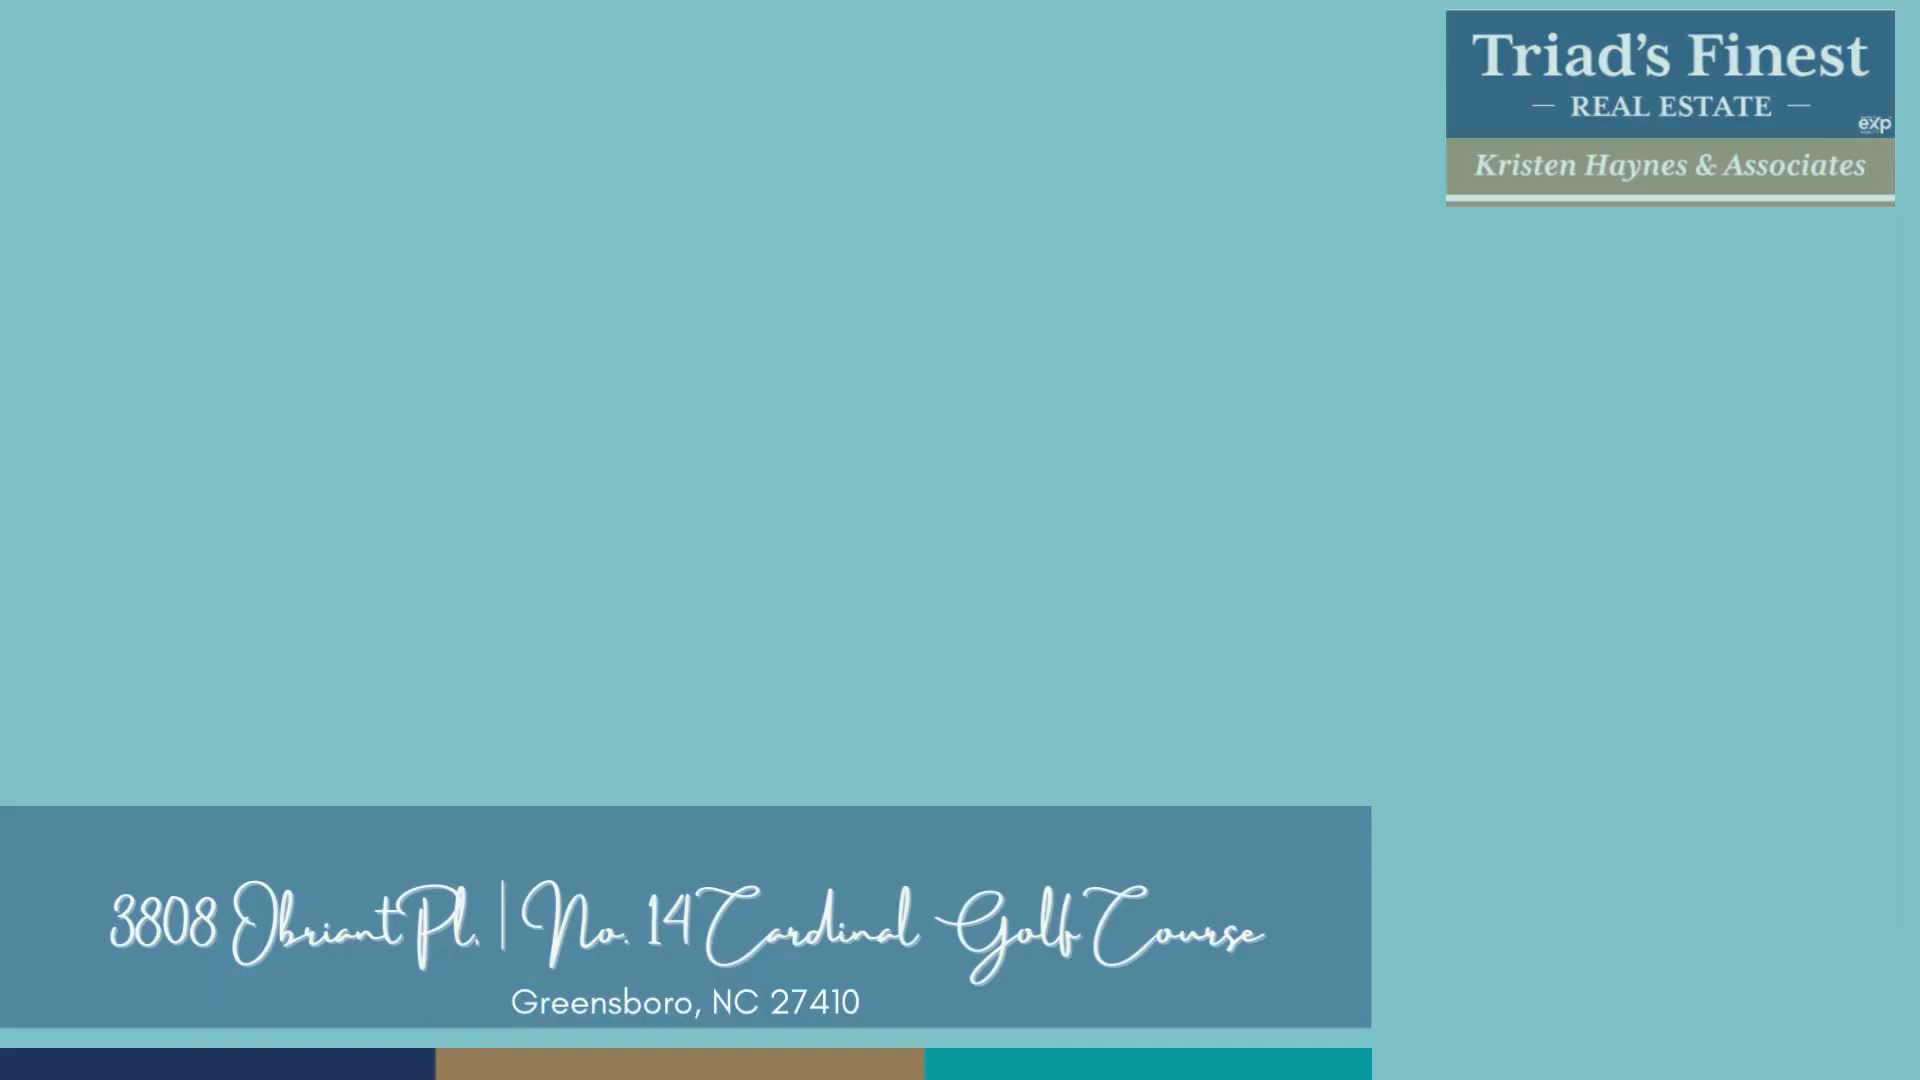 Triad's Finest
— REAL ESTATE —
exp
Kristen Haynes & Associates
3808 Obriant Pl. | No. 14 Cardinal Golf Course
Greensboro, NC 27410